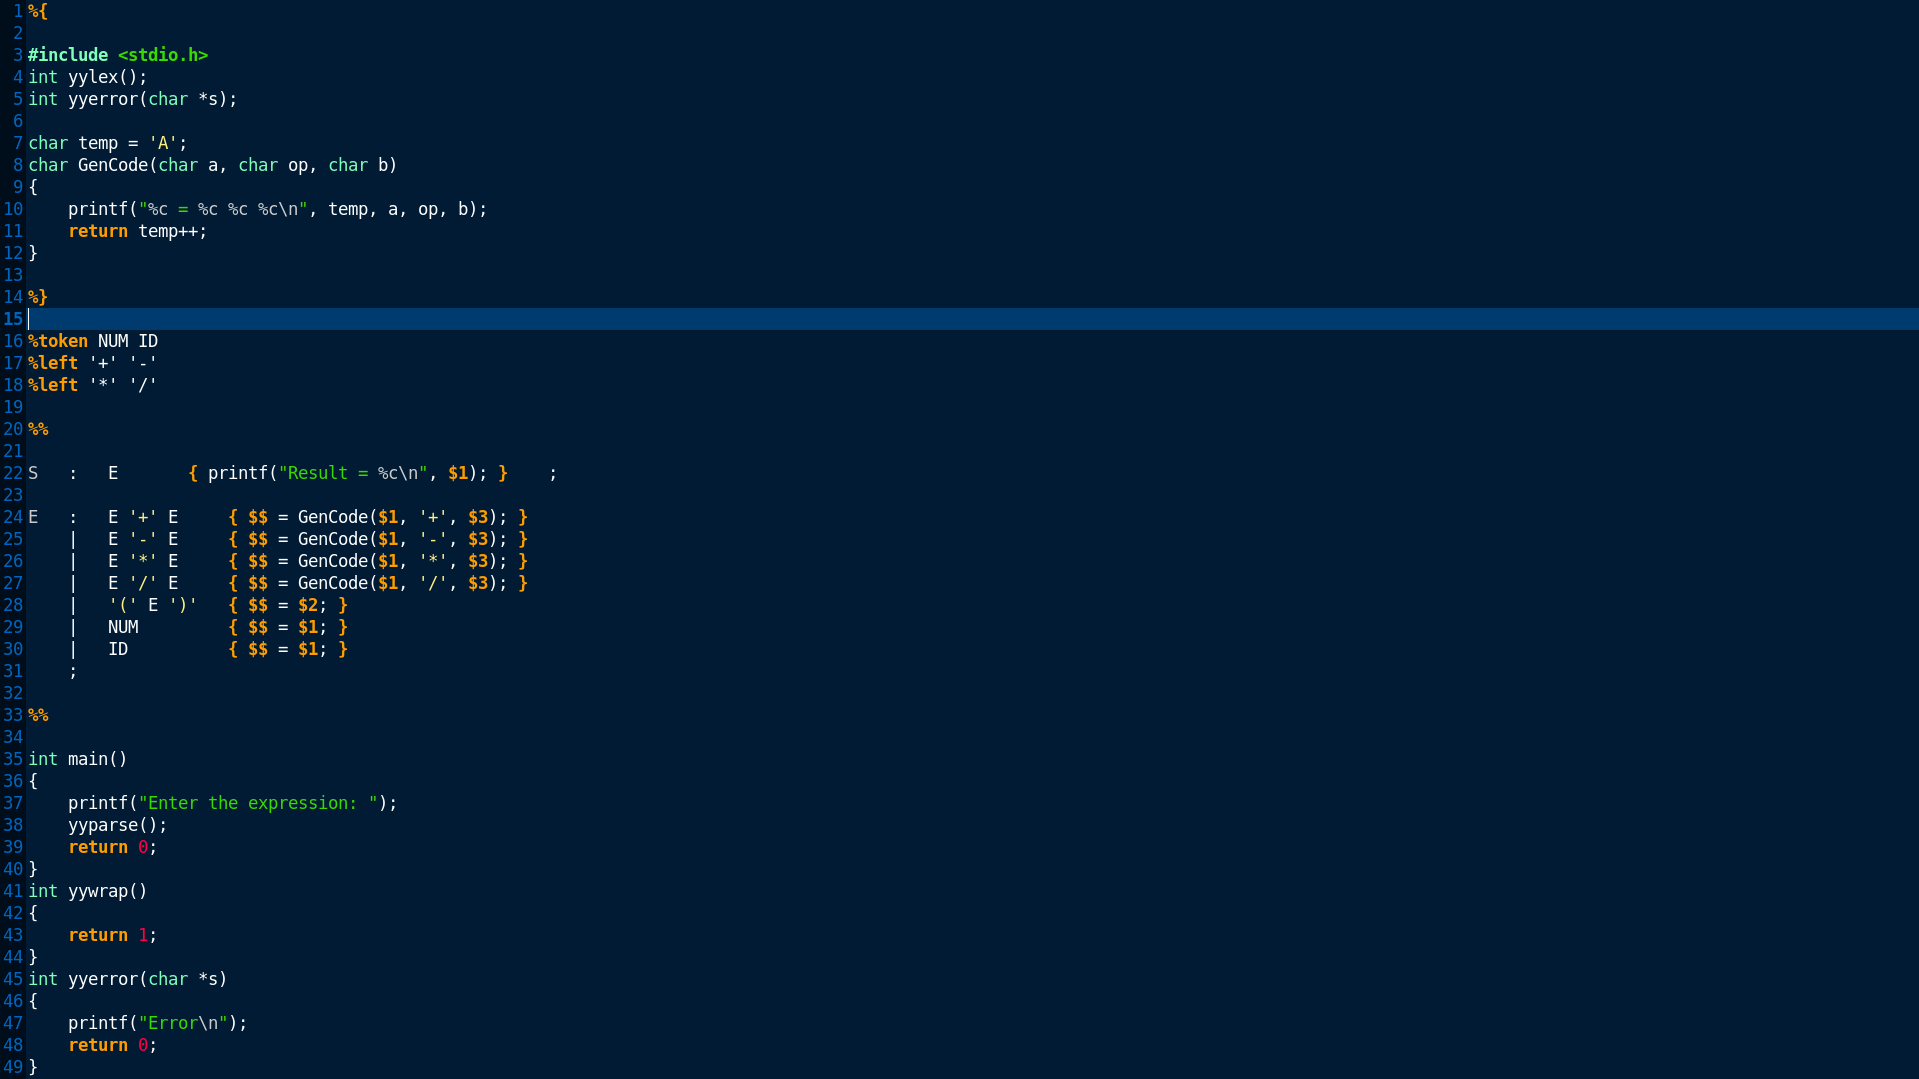 1 %{
2
3 #include <stdio.h>
4 int yylex();
5 int yyerror(char *s);
6
7 char temp = 'A';
8 char GenCode(char a, char op, char b)
9 {
10     printf("%c = %c %c %c\n", temp, a, op, b);
11     return temp++;
12 }
13
14 %}
15
16 %token NUM ID
17 %left '+' '-'
18 %left '*' '/'
19
20 %%
21
22 S   :   E       { printf("Result = %c\n", $1); }    ;
23
24 E   :   E '+' E     { $$ = GenCode($1, '+', $3); }
25     |   E '-' E     { $$ = GenCode($1, '-', $3); }
26     |   E '*' E     { $$ = GenCode($1, '*', $3); }
27     |   E '/' E     { $$ = GenCode($1, '/', $3); }
28     |   '(' E ')'   { $$ = $2; }
29     |   NUM         { $$ = $1; }
30     |   ID          { $$ = $1; }
31     ;
32
33 %%
34
35 int main()
36 {
37     printf("Enter the expression: ");
38     yyparse();
39     return 0;
40 }
41 int yywrap()
42 {
43     return 1;
44 }
45 int yyerror(char *s)
46 {
47     printf("Error\n");
48     return 0;
49 }